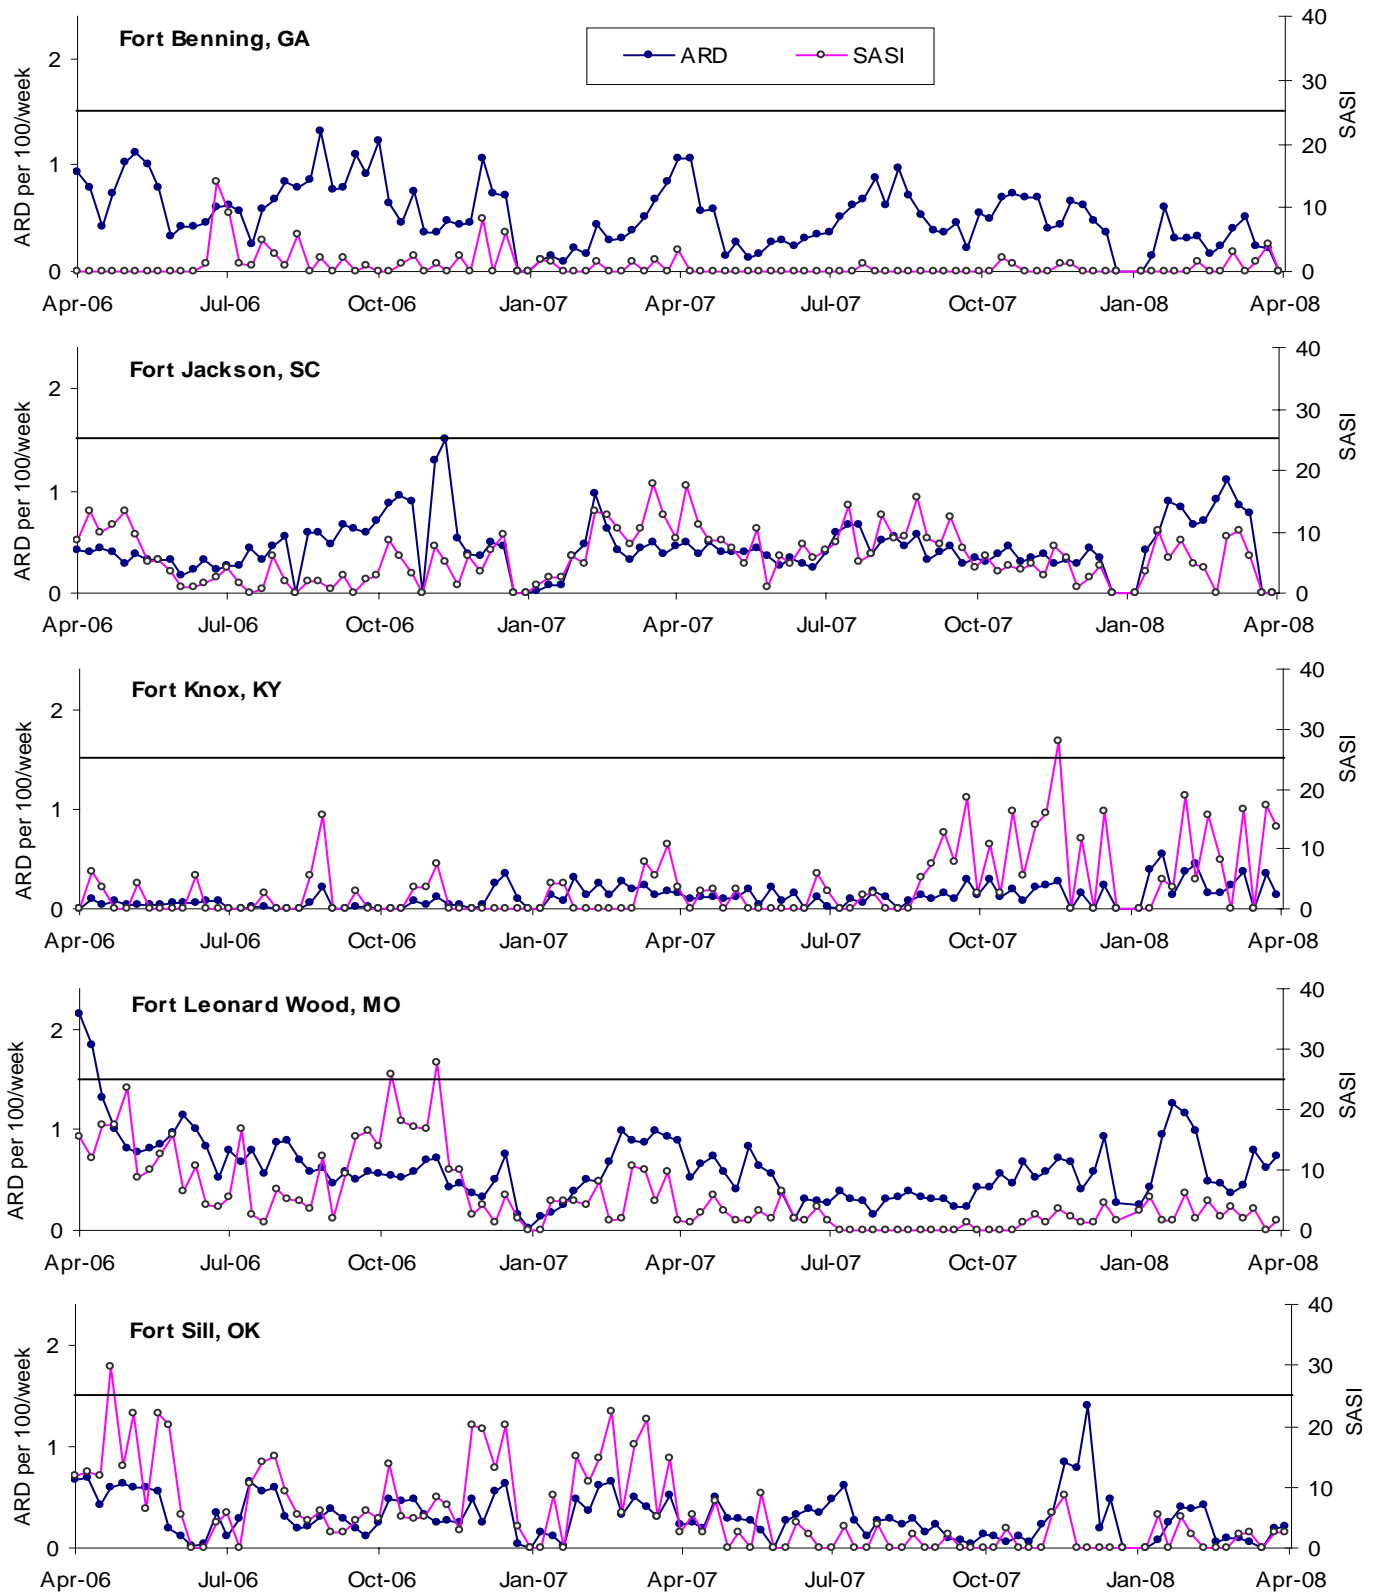 Fort Benning, GA
ARD
SASI
ARD per 100/week
2
1
0
40
30
20
10
0
SASI
Apr-06
Jul-06
Oct-06
Jan-07
Apr-07
Jul-07
Oct-07
Jan-08
Apr-08
Fort Jackson, SC
ARD per 100/week
2
1
0
40
30
20
10
0
SASI
Apr-06
Jul-06
Oct-06
Jan-07
Apr-07
Jul-07
Oct-07
Jan-08
Apr-08
Fort Knox, KY
ARD per 100/week
2
1
0
40
30
20
10
0
SASI
Apr-06
Jul-06
Oct-06
Jan-07
Apr-07
Jul-07
Oct-07
Jan-08
Apr-08
Fort Leonard Wood, MO
ARD per 100/week
2
1
0
40
30
20
10
0
SASI
Apr-06
Jul-06
Oct-06
Jan-07
Apr-07
Jul-07
Oct-07
Jan-08
Apr-08
Fort Sill, OK
ARD per 100/week
2
1
0
40
30
20
10
0
SASI
Apr-06
Jul-06
Oct-06
Jan-07
Apr-07
Jul-07
Oct-07
Jan-08
Apr-08